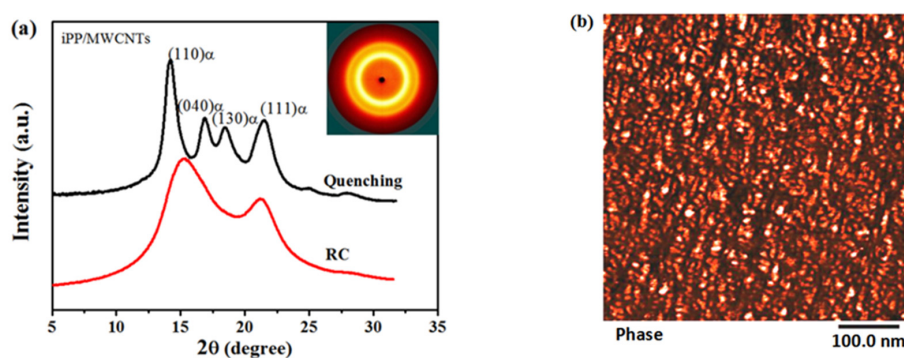 (a)
iPP/MWCNTs
(110)α
(040)α
(130)α
(111)α
Quenching
RC
Intensity (a.u.)
5 10 15 20 25 30 35
2θ (degree)
(b)
Phase
100.0 nm